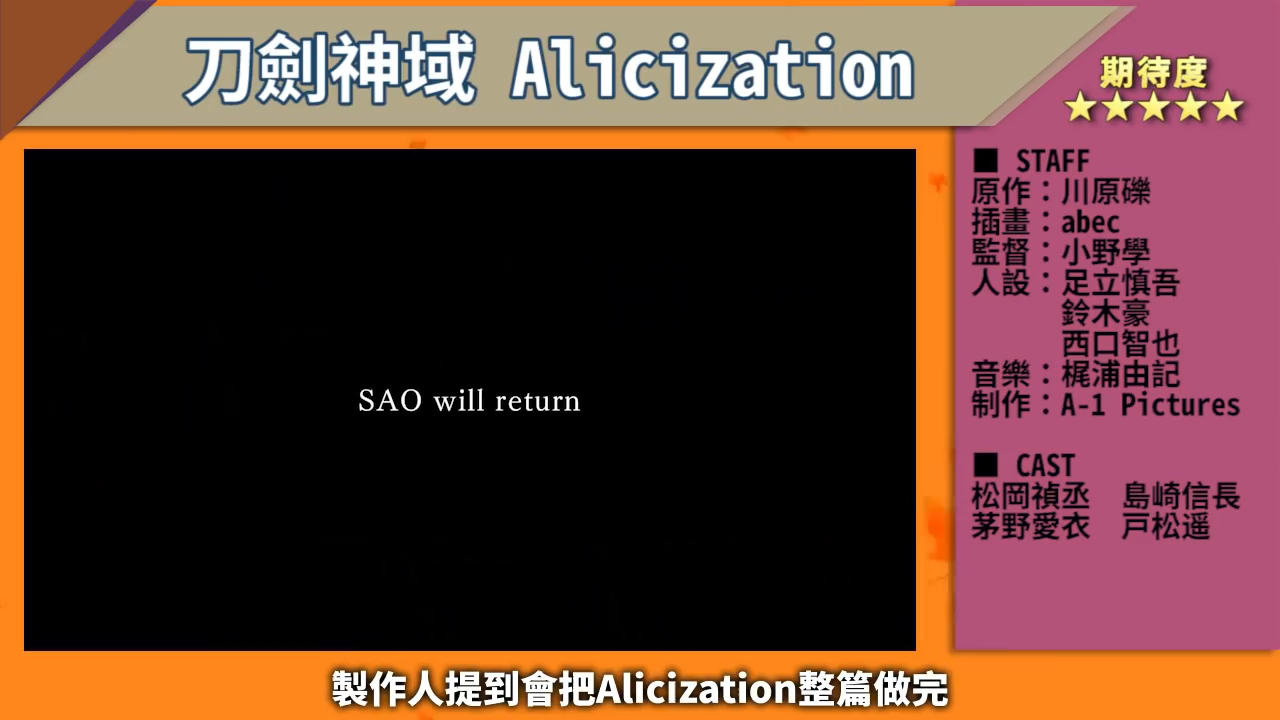 刀劍神域 Alicization
期待度
★★★★★
SAO will return
■ STAFF
原作：川原礫
插畫：abec
監督：小野學
人設：足立慎吾
鈴木豪
西口智也
音樂：梶浦由記
制作：A-1 Pictures
■ CAST
松岡禎丞 島崎信長
茅野愛衣 戸松遥
製作人提到會把Alicization整篇做完